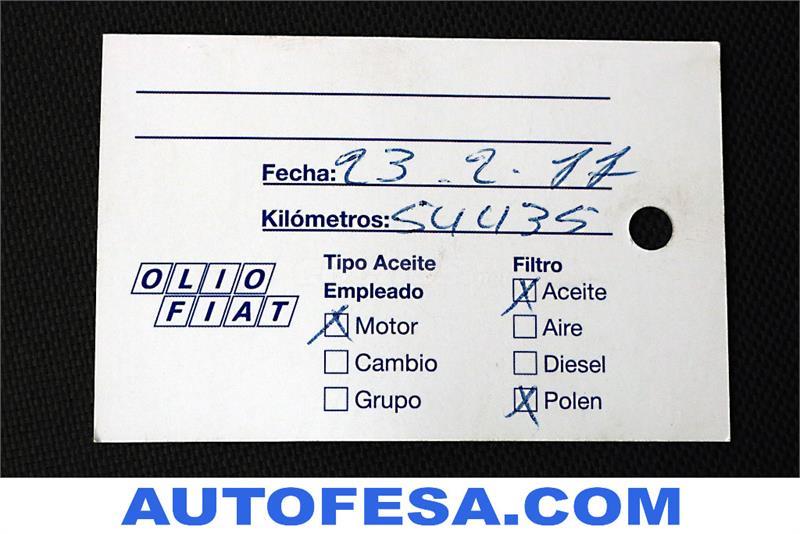 Fecha: 23.2.17
Kilómetros: 54435
OLIO
FIAT
Tipo Aceite
Empleado
X Motor
Cambio
Grupo
Filtro
X Aceite
Aire
Diesel
X Polen
AUTOFESA.COM